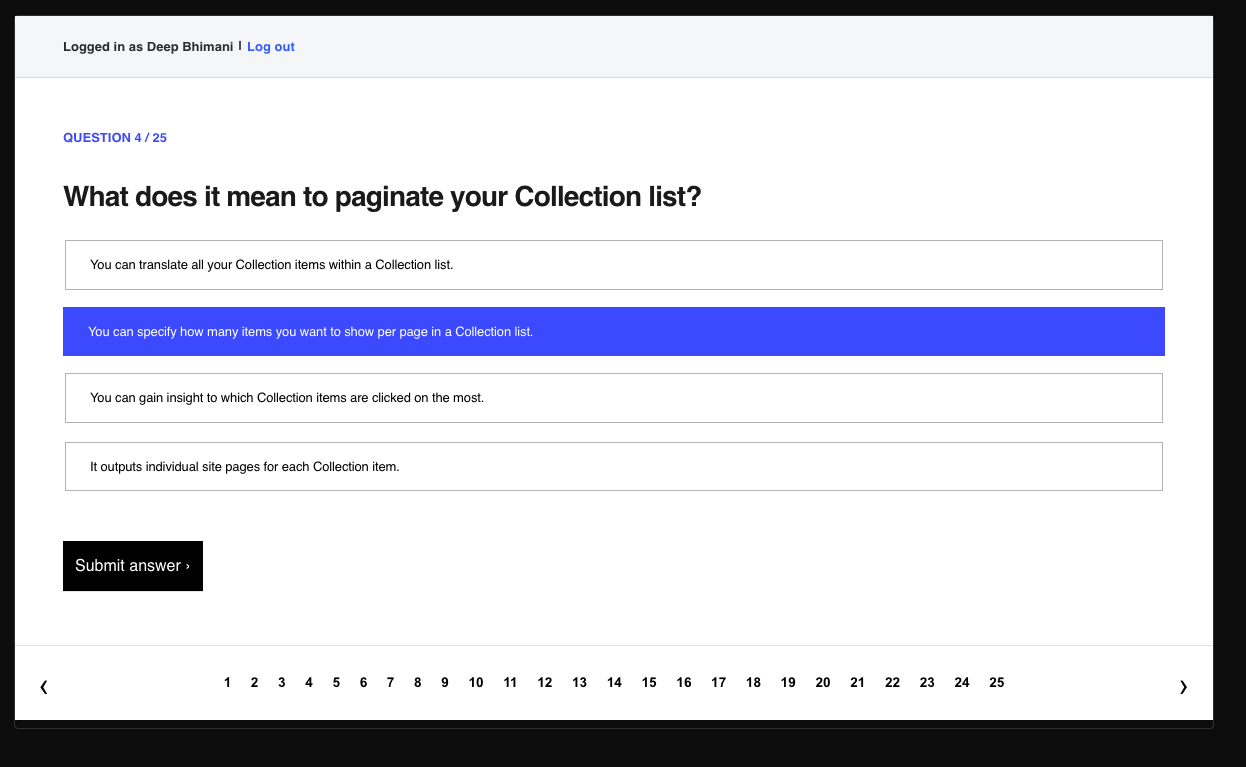 Logged in as Deep Bhimani | Log out
QUESTION 4 / 25
What does it mean to paginate your Collection list?
You can translate all your Collection items within a Collection list.
You can specify how many items you want to show per page in a Collection list.
You can gain insight to which Collection items are clicked on the most.
It outputs individual site pages for each Collection item.
Submit answer ›
❮ 1 2 3 4 5 6 7 8 9 10 11 12 13 14 15 16 17 18 19 20 21 22 23 24 25 ❯